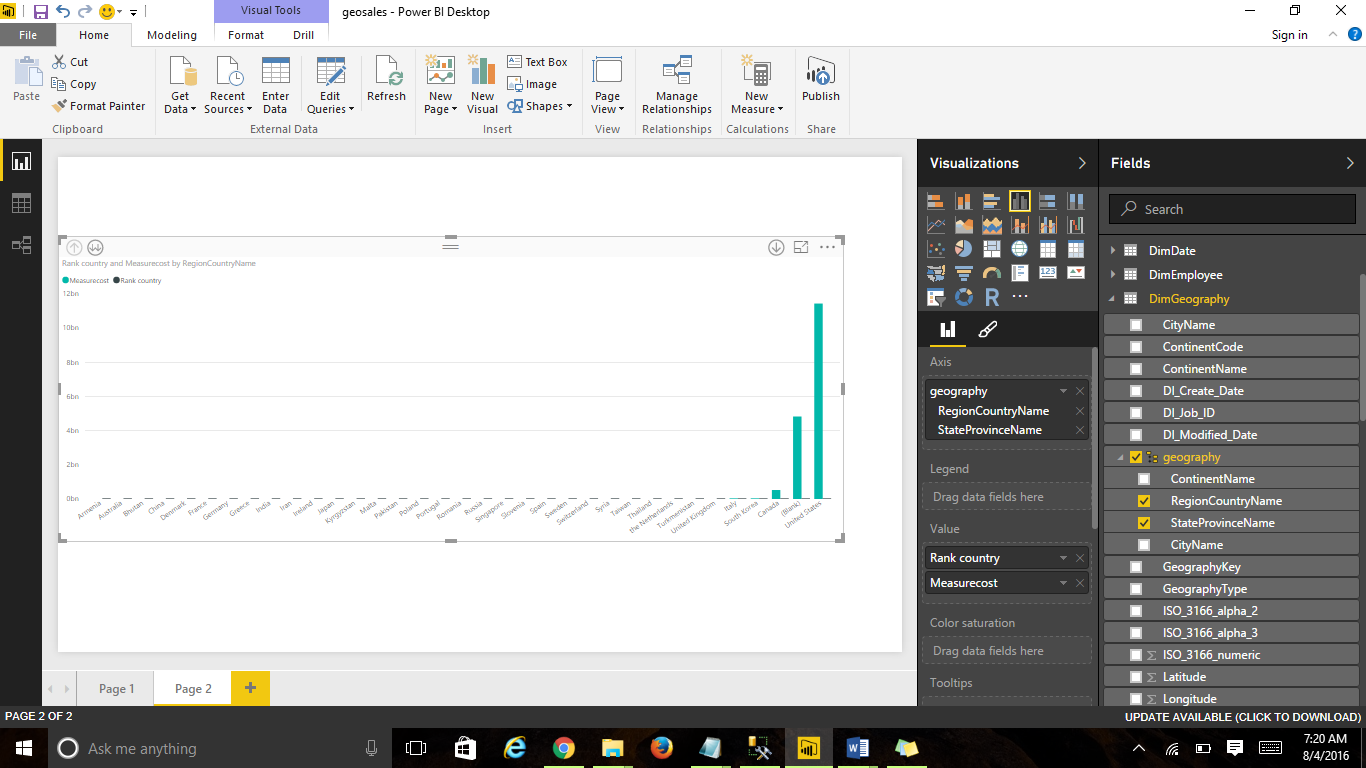 Visual Tools
geosales - Power BI Desktop
File
Home
Modeling
Format
Drill
Sign in
Paste
Cut
Copy
Format Painter
Clipboard
Get Data
Recent Sources
Enter Data
Edit Queries
Refresh
External Data
New Page
New Visual
Text Box
Image
Shapes
Insert
Page View
View
Manage Relationships
Relationships
New Measure
Calculations
Publish
Share
Rank country and Measurecost by RegionCountryName
Measurecost
Rank country
12bn
10bn
8bn
6bn
4bn
2bn
0bn
Armenia
Australia
Bhutan
China
Denmark
France
Germany
Greece
India
Iran
Ireland
Japan
Kyrgyzstan
Malta
Pakistan
Poland
Portugal
Romania
Russia
Singapore
Slovenia
Spain
Sweden
Switzerland
Syria
Taiwan
Thailand
the Netherlands
Turkmenistan
United Kingdom
Italy
South Korea
Canada
(Blank)
United States
Visualizations
123
R
Axis
geography
RegionCountryName
StateProvinceName
Legend
Drag data fields here
Value
Rank country
Measurecost
Color saturation
Drag data fields here
Tooltips
Fields
Search
DimDate
DimEmployee
DimGeography
CityName
ContinentCode
ContinentName
DI_Create_Date
DI_Job_ID
DI_Modified_Date
geography
ContinentName
RegionCountryName
StateProvinceName
CityName
GeographyKey
GeographyType
ISO_3166_alpha_2
ISO_3166_alpha_3
ISO_3166_numeric
Latitude
Longitude
Page 1
Page 2
+
PAGE 2 OF 2
UPDATE AVAILABLE (CLICK TO DOWNLOAD)
Ask me anything
7:20 AM
8/4/2016